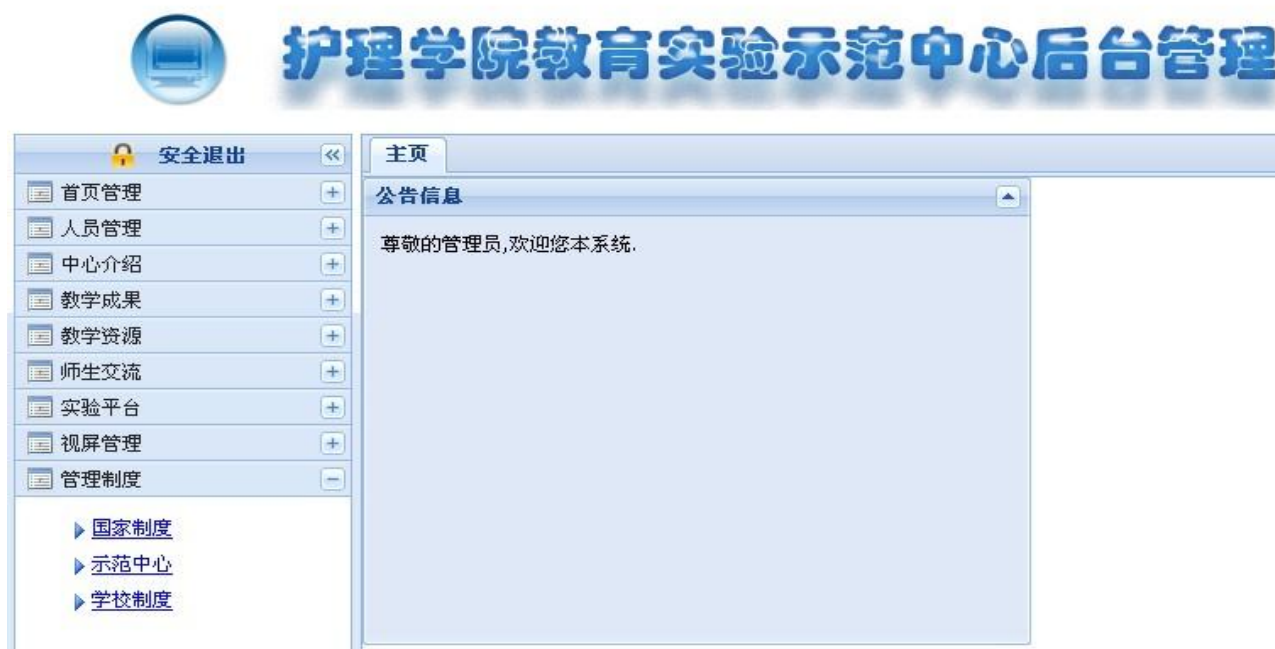 护理学院教育实验示范中心后台管理
安全退出
首页管理
人员管理
中心介绍
教学成果
教学资源
师生交流
实验平台
视屏管理
管理制度
国家制度
示范中心
学校制度
主页
公告信息
尊敬的管理员,欢迎您本系统.